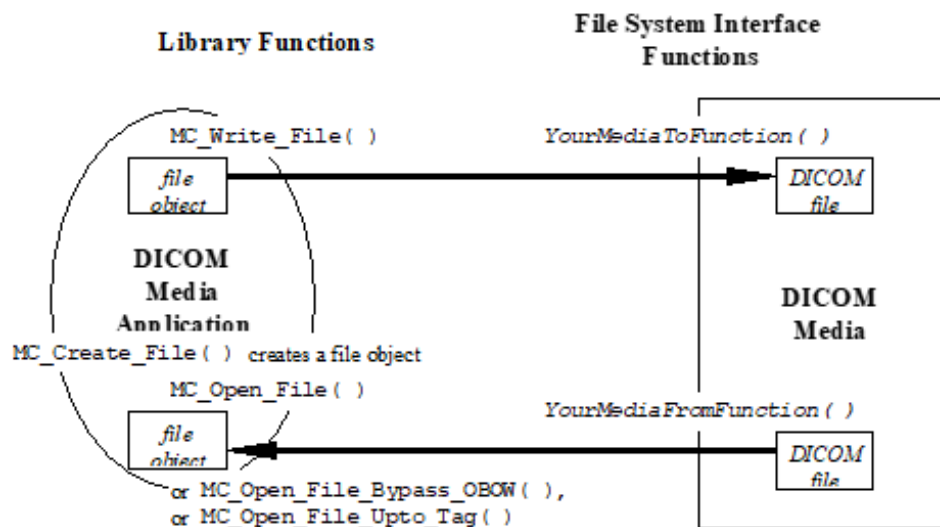 Library Functions
File System Interface
Functions
MC_Write_File( )
YourMediaToFunction( )
file
object
DICOM
file
DICOM
Media
Application
DICOM
Media
MC_Create_File( ) creates a file object
MC_Open_File( )
YourMediaFromFunction( )
file
object
DICOM
file
or MC_Open_File_Bypass_OBOW( ),
or MC_Open_File_Upto_Tag( )